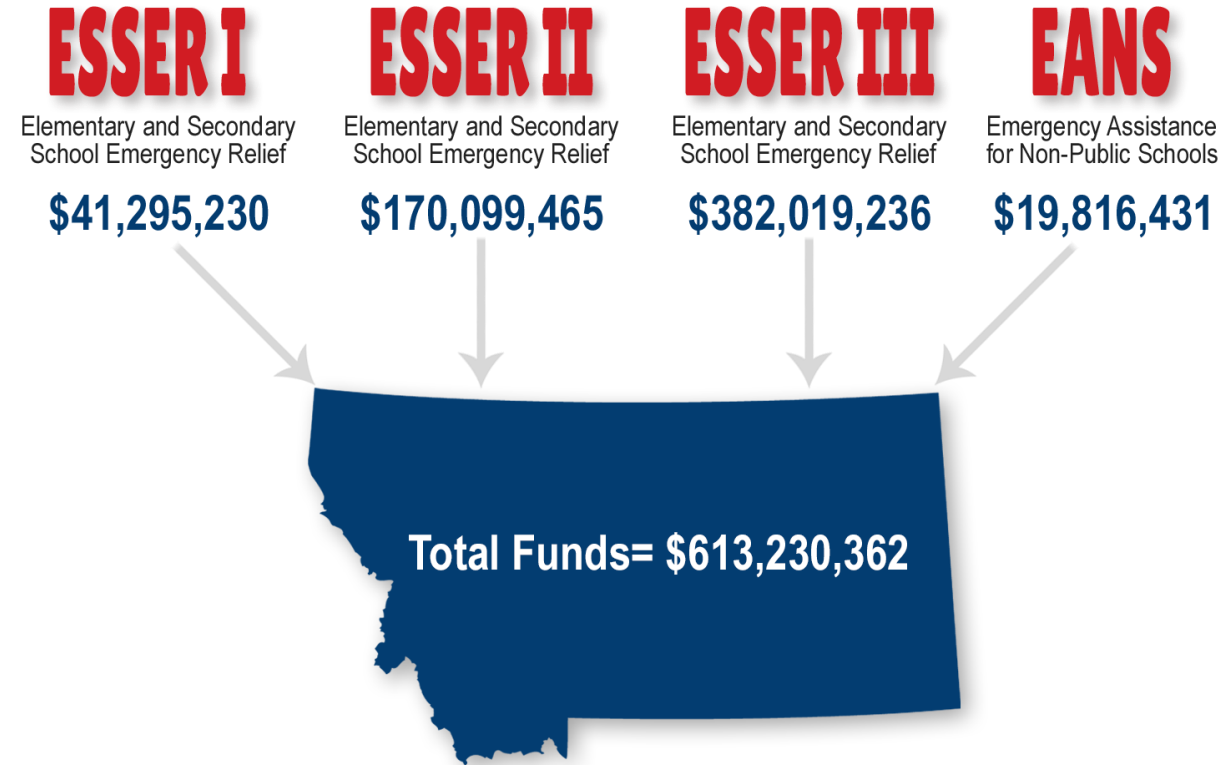 ESSER I
Elementary and Secondary
School Emergency Relief
$41,295,230
ESSER II
Elementary and Secondary
School Emergency Relief
$170,099,465
ESSER III
Elementary and Secondary
School Emergency Relief
$382,019,236
EANS
Emergency Assistance
for Non-Public Schools
$19,816,431
Total Funds= $613,230,362